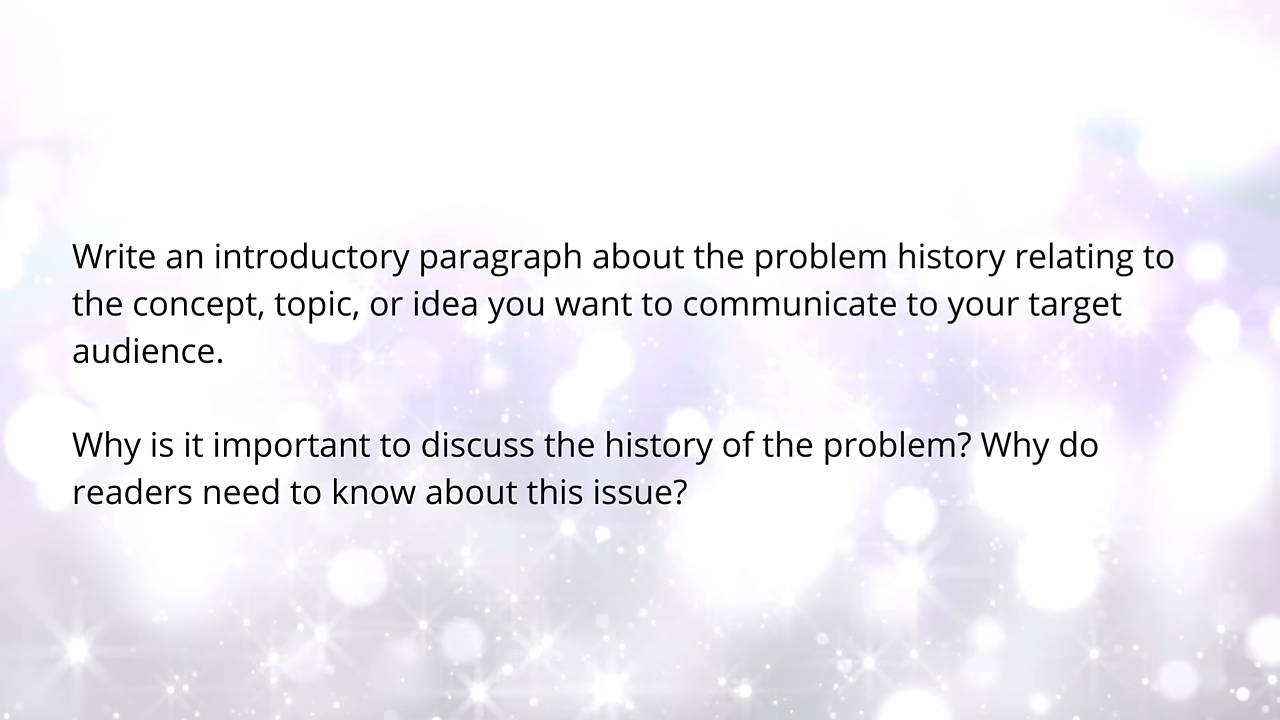 Write an introductory paragraph about the problem history relating to
the concept, topic, or idea you want to communicate to your target
audience.
Why is it important to discuss the history of the problem? Why do
readers need to know about this issue?